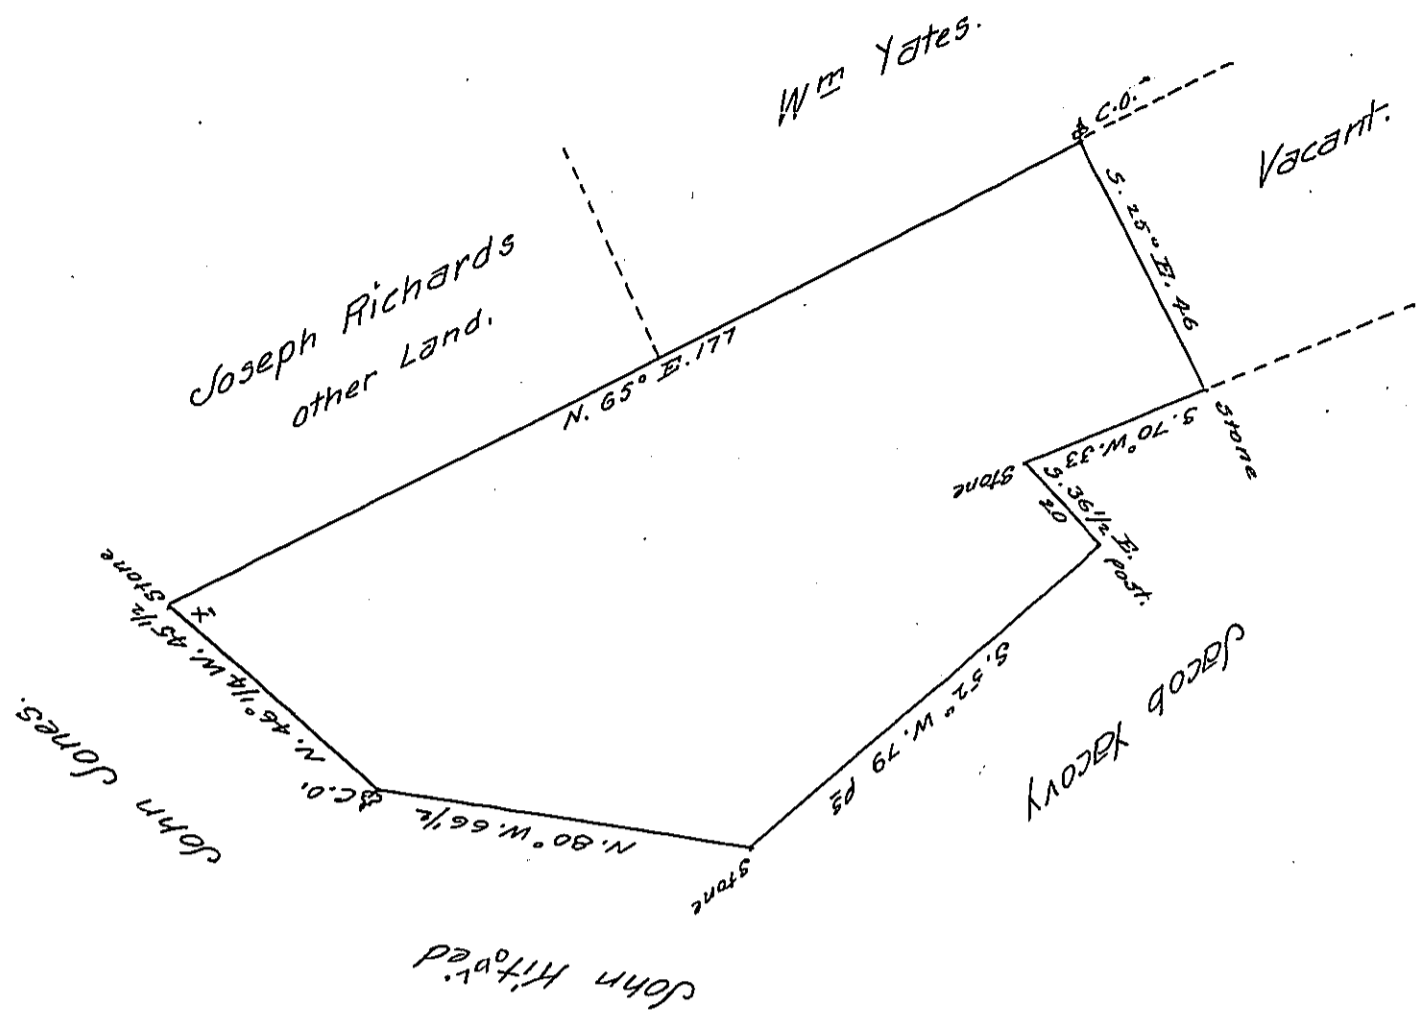 Wm Yates.
C.O.
Vacant.
S. 25° E. 46
Joseph Richards
other Land.
N. 65° E. 177
Stone
S. 70° W. 33
Stone
S. 36 1/2 E.
20
Post.
Jacob Yacovy
S. 52° W. 79 ps
Stone
N. 80° W. 66 1/2
C.O.
N. 46° 1/4 W. 45 1/2
Stone
John Jones.
John